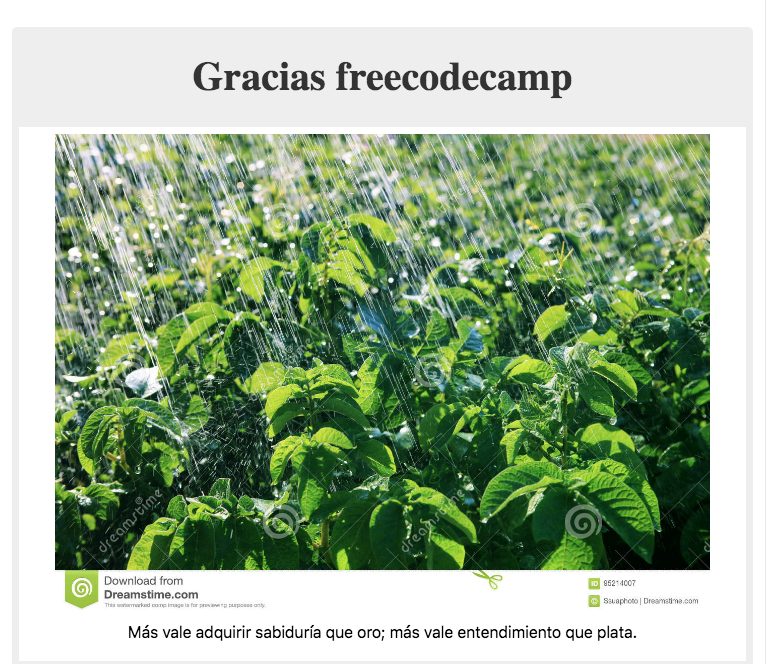 Gracias freecodecamp
dreamstime
dreamstime
Download from
Dreamstime.com
This watermarked comp image is for previewing purposes only.
ID 95214007
Ssuaphoto | Dreamstime.com
Más vale adquirir sabiduría que oro; más vale entendimiento que plata.